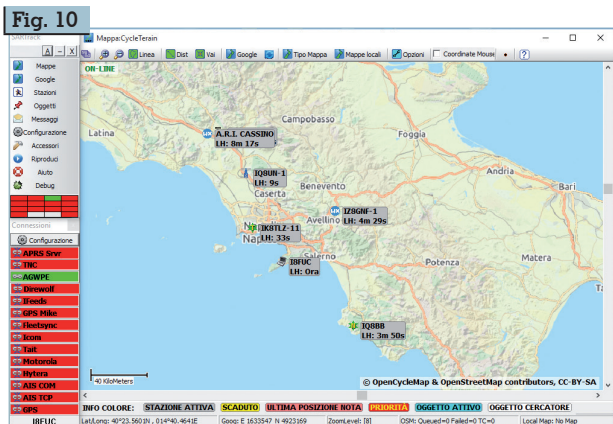 Fig. 10
SARTrack
A - X
Mappe
Google
Stazioni
Oggetti
Messaggi
Configurazione
Accessori
Riproduci
Aiuto
Debug
Connessioni
Configurazione
APRS Srvr
TNC
AGWPE
Direwolf
IFeeds
GPS Mike
Fleetsync
Icom
Tait
Motorola
Hytera
AIS COM
AIS TCP
GPS
I8FUC
Mappa:CycleTerain
Linea Dist Vai Google Tipo Mappa Mappe locali Opzioni Coordinate Mouse ?
ON-LINE
Campobasso
Latina
A.R.I. CASSINO
LH: 8m 17s
Foggia
IQ8UN-1
LH: 9s
Caserta
Benevento
Andria
Bari
IZ8GNF-1
LH: 4m 29s
Avellino
IK8TLZ-11
LH: 33s
Salerno
I8FUC
LH: Ora
Potenza
Matera
IQ8BB
LH: 3m 50s
40 KiloMeters
© OpenCycleMap & OpenStreetMap contributors, CC-BY-SA
INFO COLORE: STAZIONE ATTIVA SCADUTO ULTIMA POSIZIONE NOTA PRIORITA OGGETTO ATTIVO OGGETTO CERCATORE
Lat/Long: 40°23.5601N , 014°40.4641E Goog: E 1633547 N 4923169 ZoomLevel: [8] OSM: Queued=0 Failed=0 TC=0 Local Map: No Map